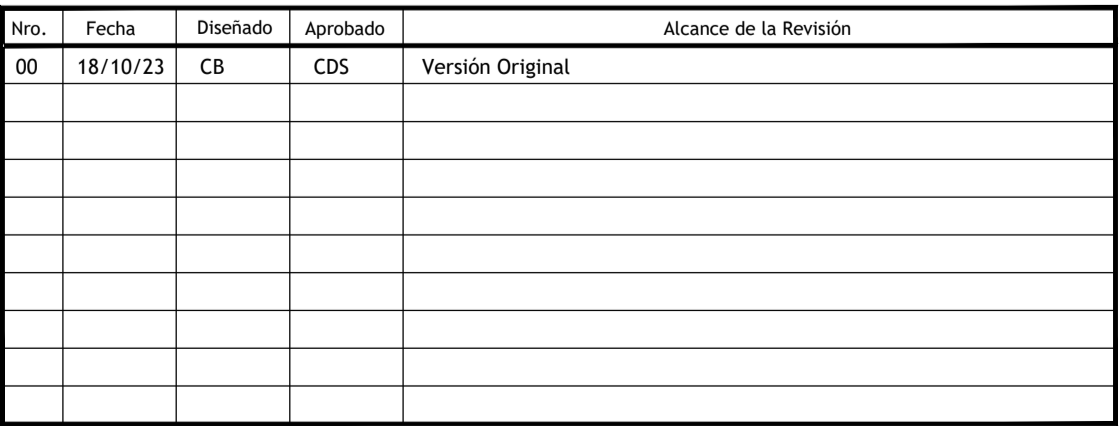 Nro. Fecha Diseñado Aprobado Alcance de la Revisión
00 18/10/23 CB CDS Versión Original